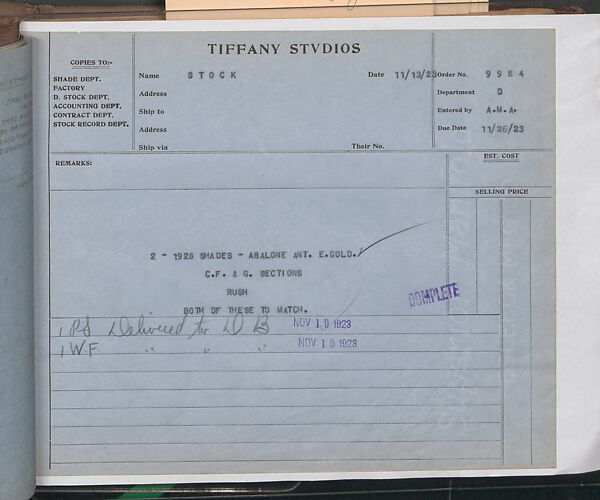 TIFFANY STVDIOS
COPIES TO:-
SHADE DEPT.
FACTORY
D. STOCK DEPT.
ACCOUNTING DEPT.
CONTRACT DEPT.
STOCK RECORD DEPT.
Name STOCK Date 11/13/23 Order No. 9984
Address Department D
Ship to Entered by A.M.A.
Address Due Date 11/26/23
Ship via Their No.
REMARKS: EST. COST
SELLING PRICE
2 - 1928 SHADES - ABALONE ANT. E.GOLD.
C.F. & G. SECTIONS
RUSH
COMPLETE
BOTH OF THESE TO MATCH.
1 PS Delivered to D B NOV 19 1923
1 WF " " " NOV 19 1923